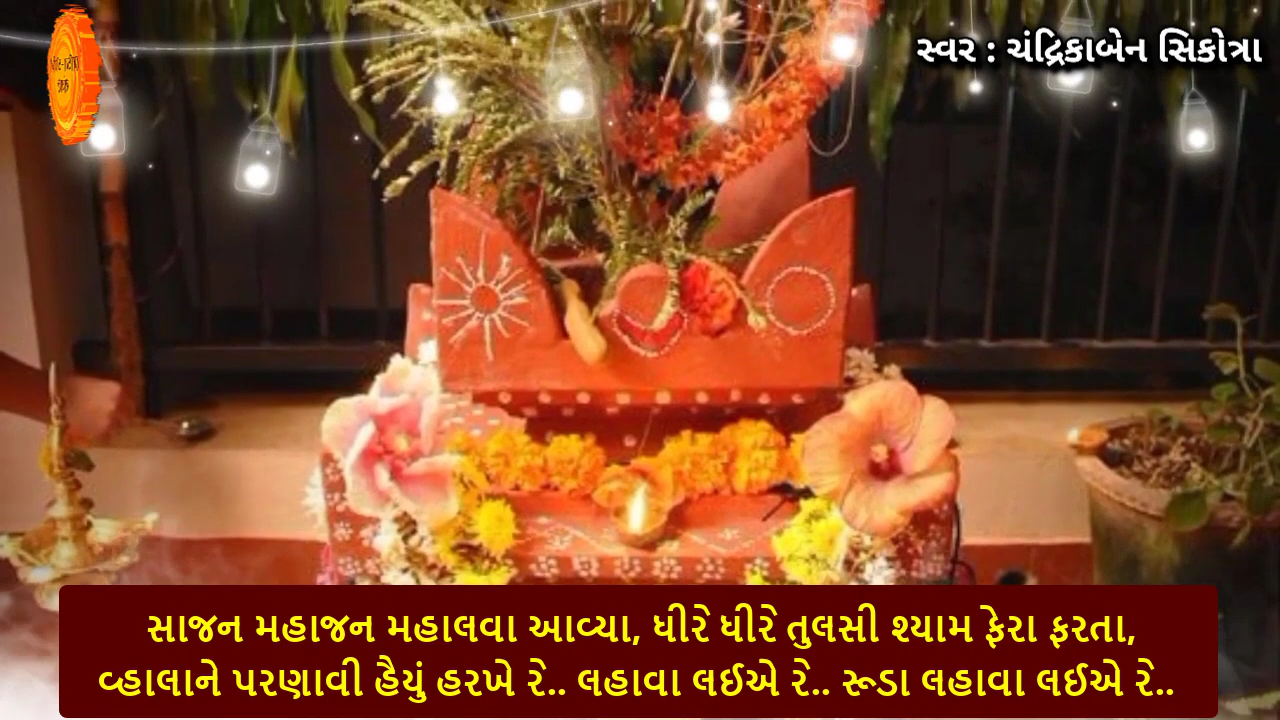 સ્વર : ચંદ્રિકાબેન સિકોત્રા
સાજન મહાજન મહાલવા આવ્યા, ધીરે ધીરે તુલસી શ્યામ ફેરા ફરતા,
વ્હાલાને પરણાવી હૈયું હરખે રે.. લહાવા લઈએ રે.. રૂડા લહાવા લઈએ રે..